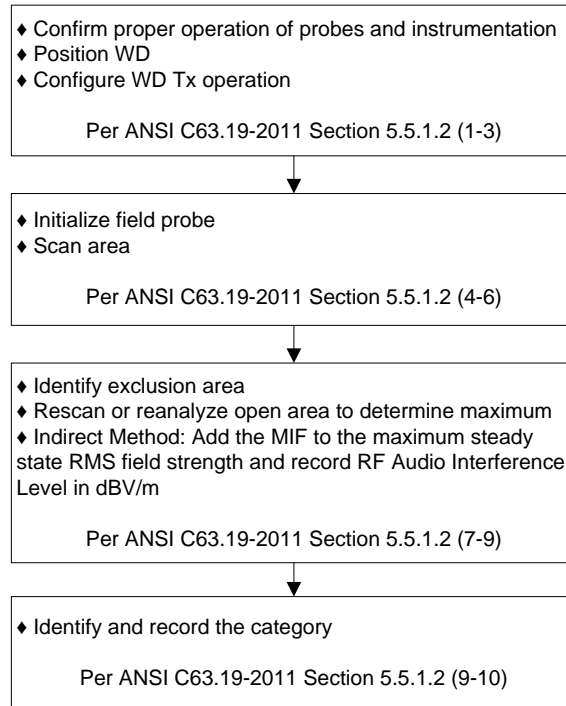 ♦ Confirm proper operation of probes and instrumentation
♦ Position WD
♦ Configure WD Tx operation
Per ANSI C63.19-2011 Section 5.5.1.2 (1-3)
♦ Initialize field probe
♦ Scan area
Per ANSI C63.19-2011 Section 5.5.1.2 (4-6)
♦ Identify exclusion area
♦ Rescan or reanalyze open area to determine maximum
♦ Indirect Method: Add the MIF to the maximum steady
state RMS field strength and record RF Audio Interference
Level in dBV/m
Per ANSI C63.19-2011 Section 5.5.1.2 (7-9)
♦ Identify and record the category
Per ANSI C63.19-2011 Section 5.5.1.2 (9-10)